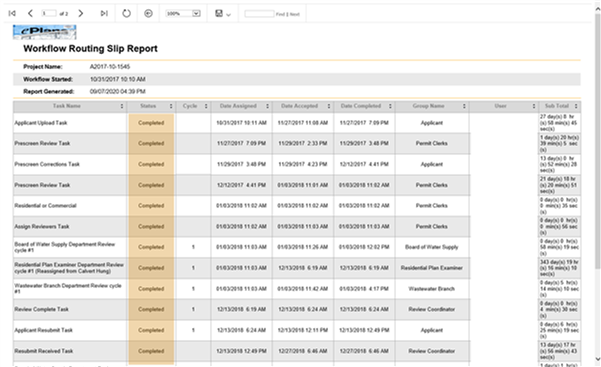 1 of 2 100% Find | Next
ePlans
Workflow Routing Slip Report
Project Name: A2017-10-1545
Workflow Started: 10/31/2017 10:10 AM
Report Generated: 09/07/2020 04:39 PM
Task Name Status Cycle Date Assigned Date Accepted Date Completed Group Name User Sub Total
Applicant Upload Task Completed 10/31/2017 10:11 AM 11/27/2017 11:08 AM 11/27/2017 7:09 PM Applicant 27 day(s) 8 hr
(s) 58 min(s) 45
sec(s)
Prescreen Review Task Completed 11/27/2017 7:09 PM 11/29/2017 2:33 PM 11/29/2017 3:48 PM Permit Clerks 1 day(s) 20 hr(s)
39 min(s) 5 sec
(s)
Prescreen Corrections Task Completed 11/29/2017 3:48 PM 11/29/2017 4:23 PM 12/12/2017 4:41 PM Applicant 13 day(s) 0 hr
(s) 52 min(s) 28
sec(s)
Prescreen Review Task Completed 12/12/2017 4:41 PM 01/03/2018 11:01 AM 01/03/2018 11:02 AM Permit Clerks 21 day(s) 18 hr
(s) 20 min(s) 51
sec(s)
Residential or Commercial Completed 01/03/2018 11:02 AM 01/03/2018 11:02 AM 01/03/2018 11:02 AM Permit Clerks 0 day(s) 0 hr(s)
0 min(s) 35 sec
(s)
Assign Reviewers Task Completed 01/03/2018 11:02 AM 01/03/2018 11:03 AM 01/03/2018 11:03 AM Permit Clerks 0 day(s) 0 hr(s)
0 min(s) 56 sec
(s)
Board of Water Supply Department Review
cycle #1 Completed 1 01/03/2018 11:03 AM 01/03/2018 11:26 AM 01/03/2018 12:02 PM Board of Water Supply 0 day(s) 0 hr(s)
58 min(s) 19 sec
(s)
Residential Plan Examiner Department Review
cycle #1 (Reassigned from Calvert Hung) Completed 1 01/03/2018 11:03 AM 12/13/2018 6:19 AM 12/13/2018 6:19 AM Residential Plan Examiner 343 day(s) 19 hr
(s) 16 min(s) 10
sec(s)
Wastewater Branch Department Review cycle
#1 Completed 1 01/03/2018 11:03 AM 01/03/2018 11:42 AM 01/03/2018 4:17 PM Wastewater Branch 0 day(s) 5 hr(s)
14 min(s) 10 sec
(s)
Review Complete Task Completed 1 12/13/2018 6:19 AM 12/13/2018 6:24 AM 12/13/2018 6:24 AM Review Coordinator 0 day(s) 0 hr(s)
4 min(s) 30 sec
(s)
Applicant Resubmit Task Completed 1 12/13/2018 6:24 AM 12/13/2018 12:11 PM 12/13/2018 12:49 PM Applicant 0 day(s) 6 hr(s)
25 min(s) 19 sec
(s)
Resubmit Received Task Completed 12/13/2018 12:49 PM 12/27/2018 6:46 AM 12/27/2018 6:46 AM Review Coordinator 13 day(s) 17 hr
(s) 56 min(s) 43
sec(s)